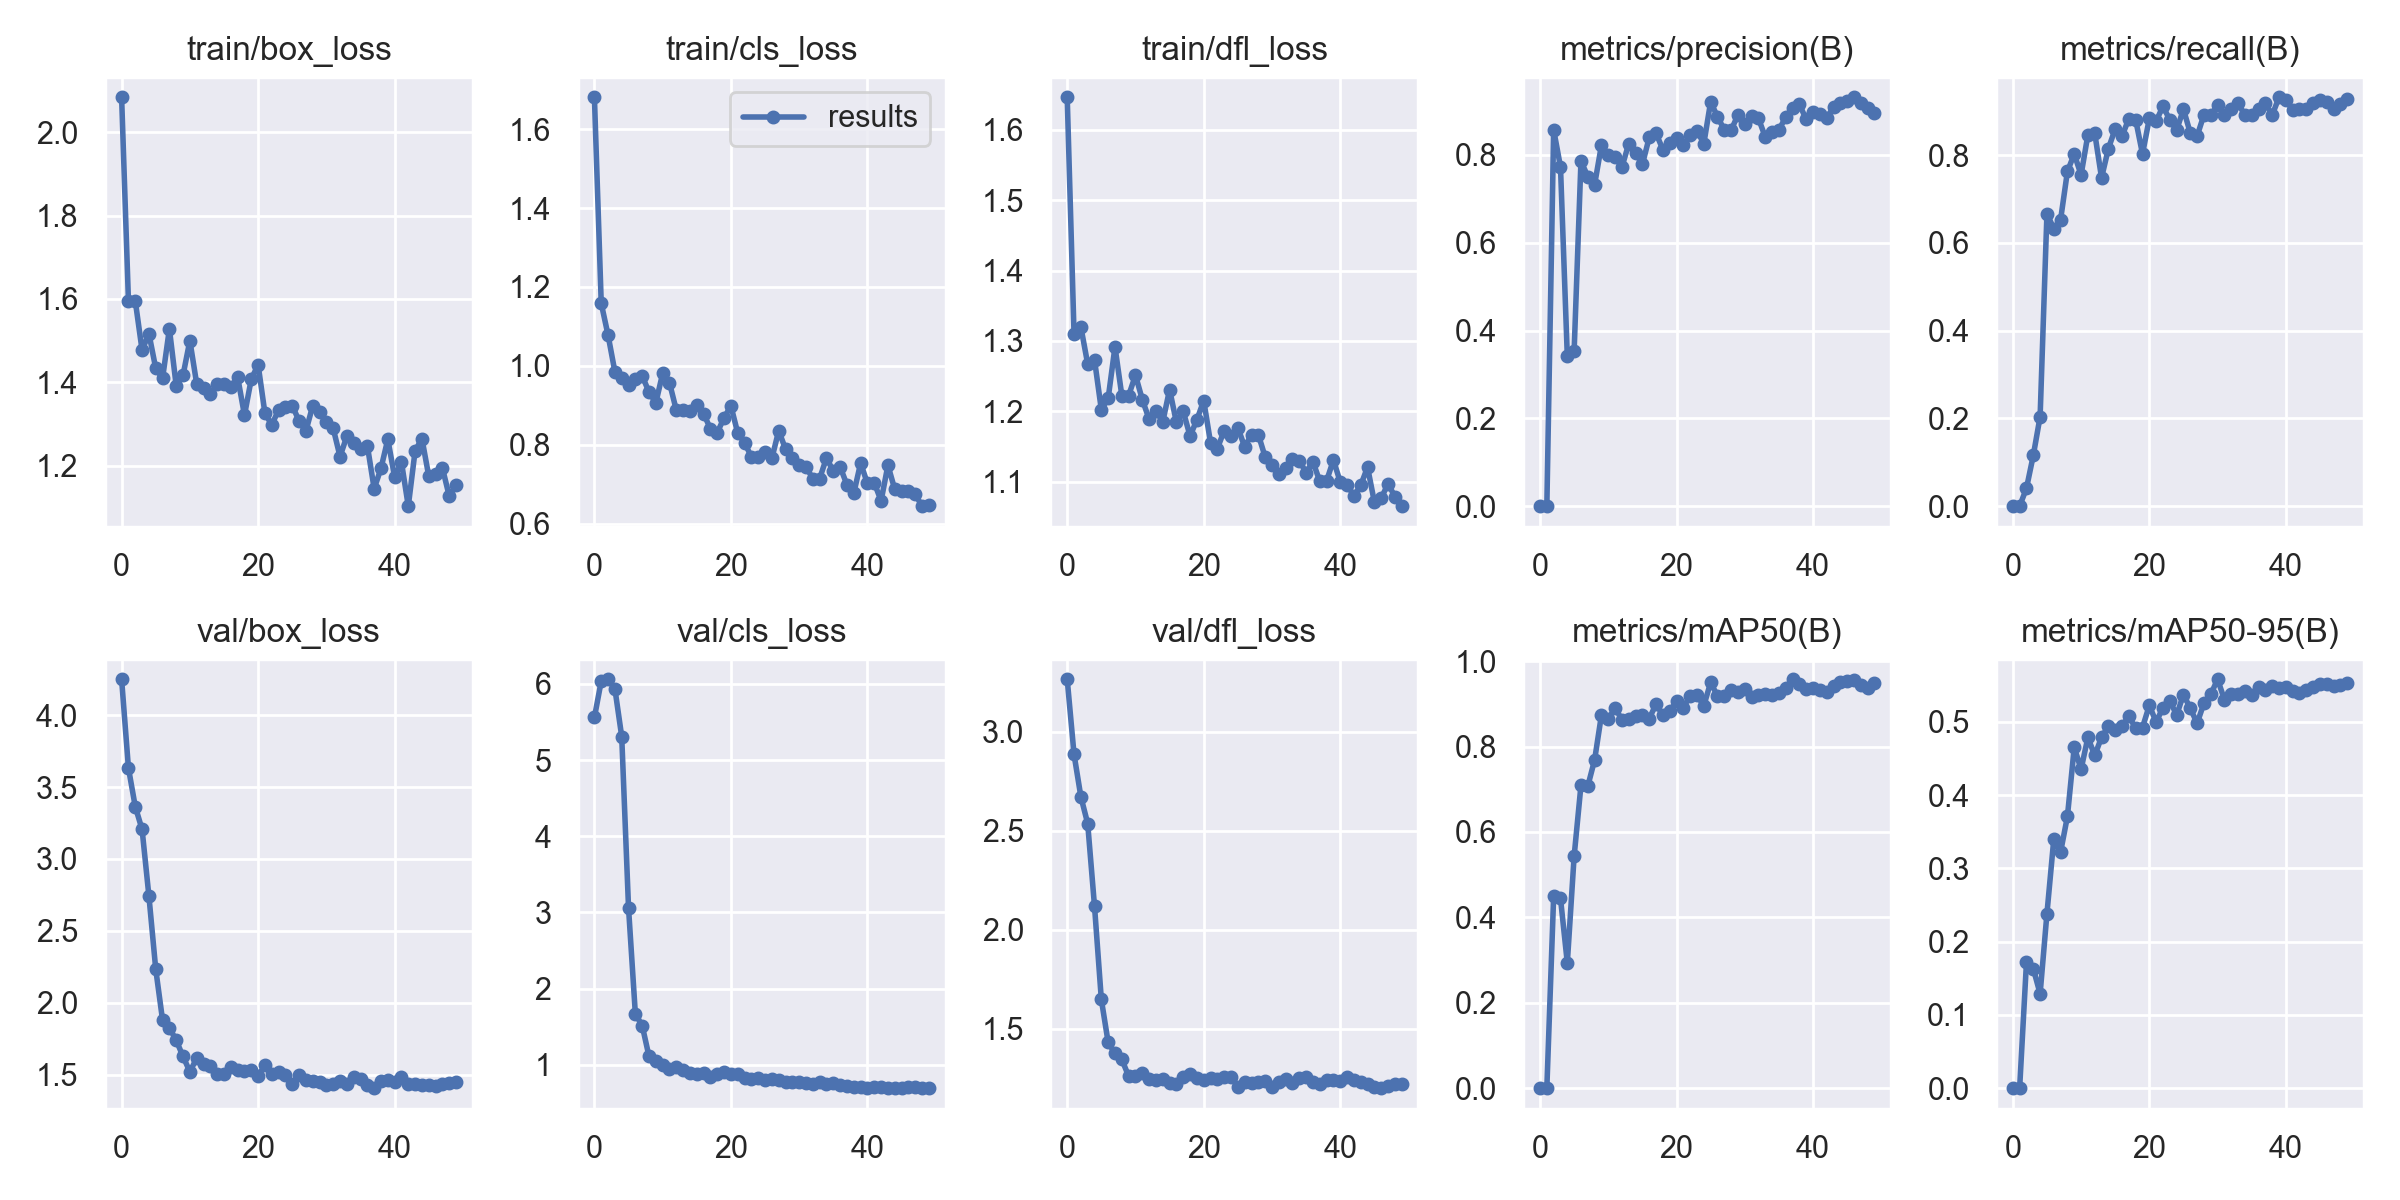 train/box_loss
train/cls_loss
train/dfl_loss
metrics/precision(B)
metrics/recall(B)
results
2.0
1.8
1.6
1.4
1.2
0 20 40
1.6
1.4
1.2
1.0
0.8
0.6
0 20 40
1.6
1.5
1.4
1.3
1.2
1.1
0 20 40
0.8
0.6
0.4
0.2
0.0
0 20 40
0.8
0.6
0.4
0.2
0.0
0 20 40
val/box_loss
val/cls_loss
val/dfl_loss
metrics/mAP50(B)
metrics/mAP50-95(B)
4.0
3.5
3.0
2.5
2.0
1.5
0 20 40
6
5
4
3
2
1
0 20 40
3.0
2.5
2.0
1.5
0 20 40
1.0
0.8
0.6
0.4
0.2
0.0
0 20 40
0.5
0.4
0.3
0.2
0.1
0.0
0 20 40